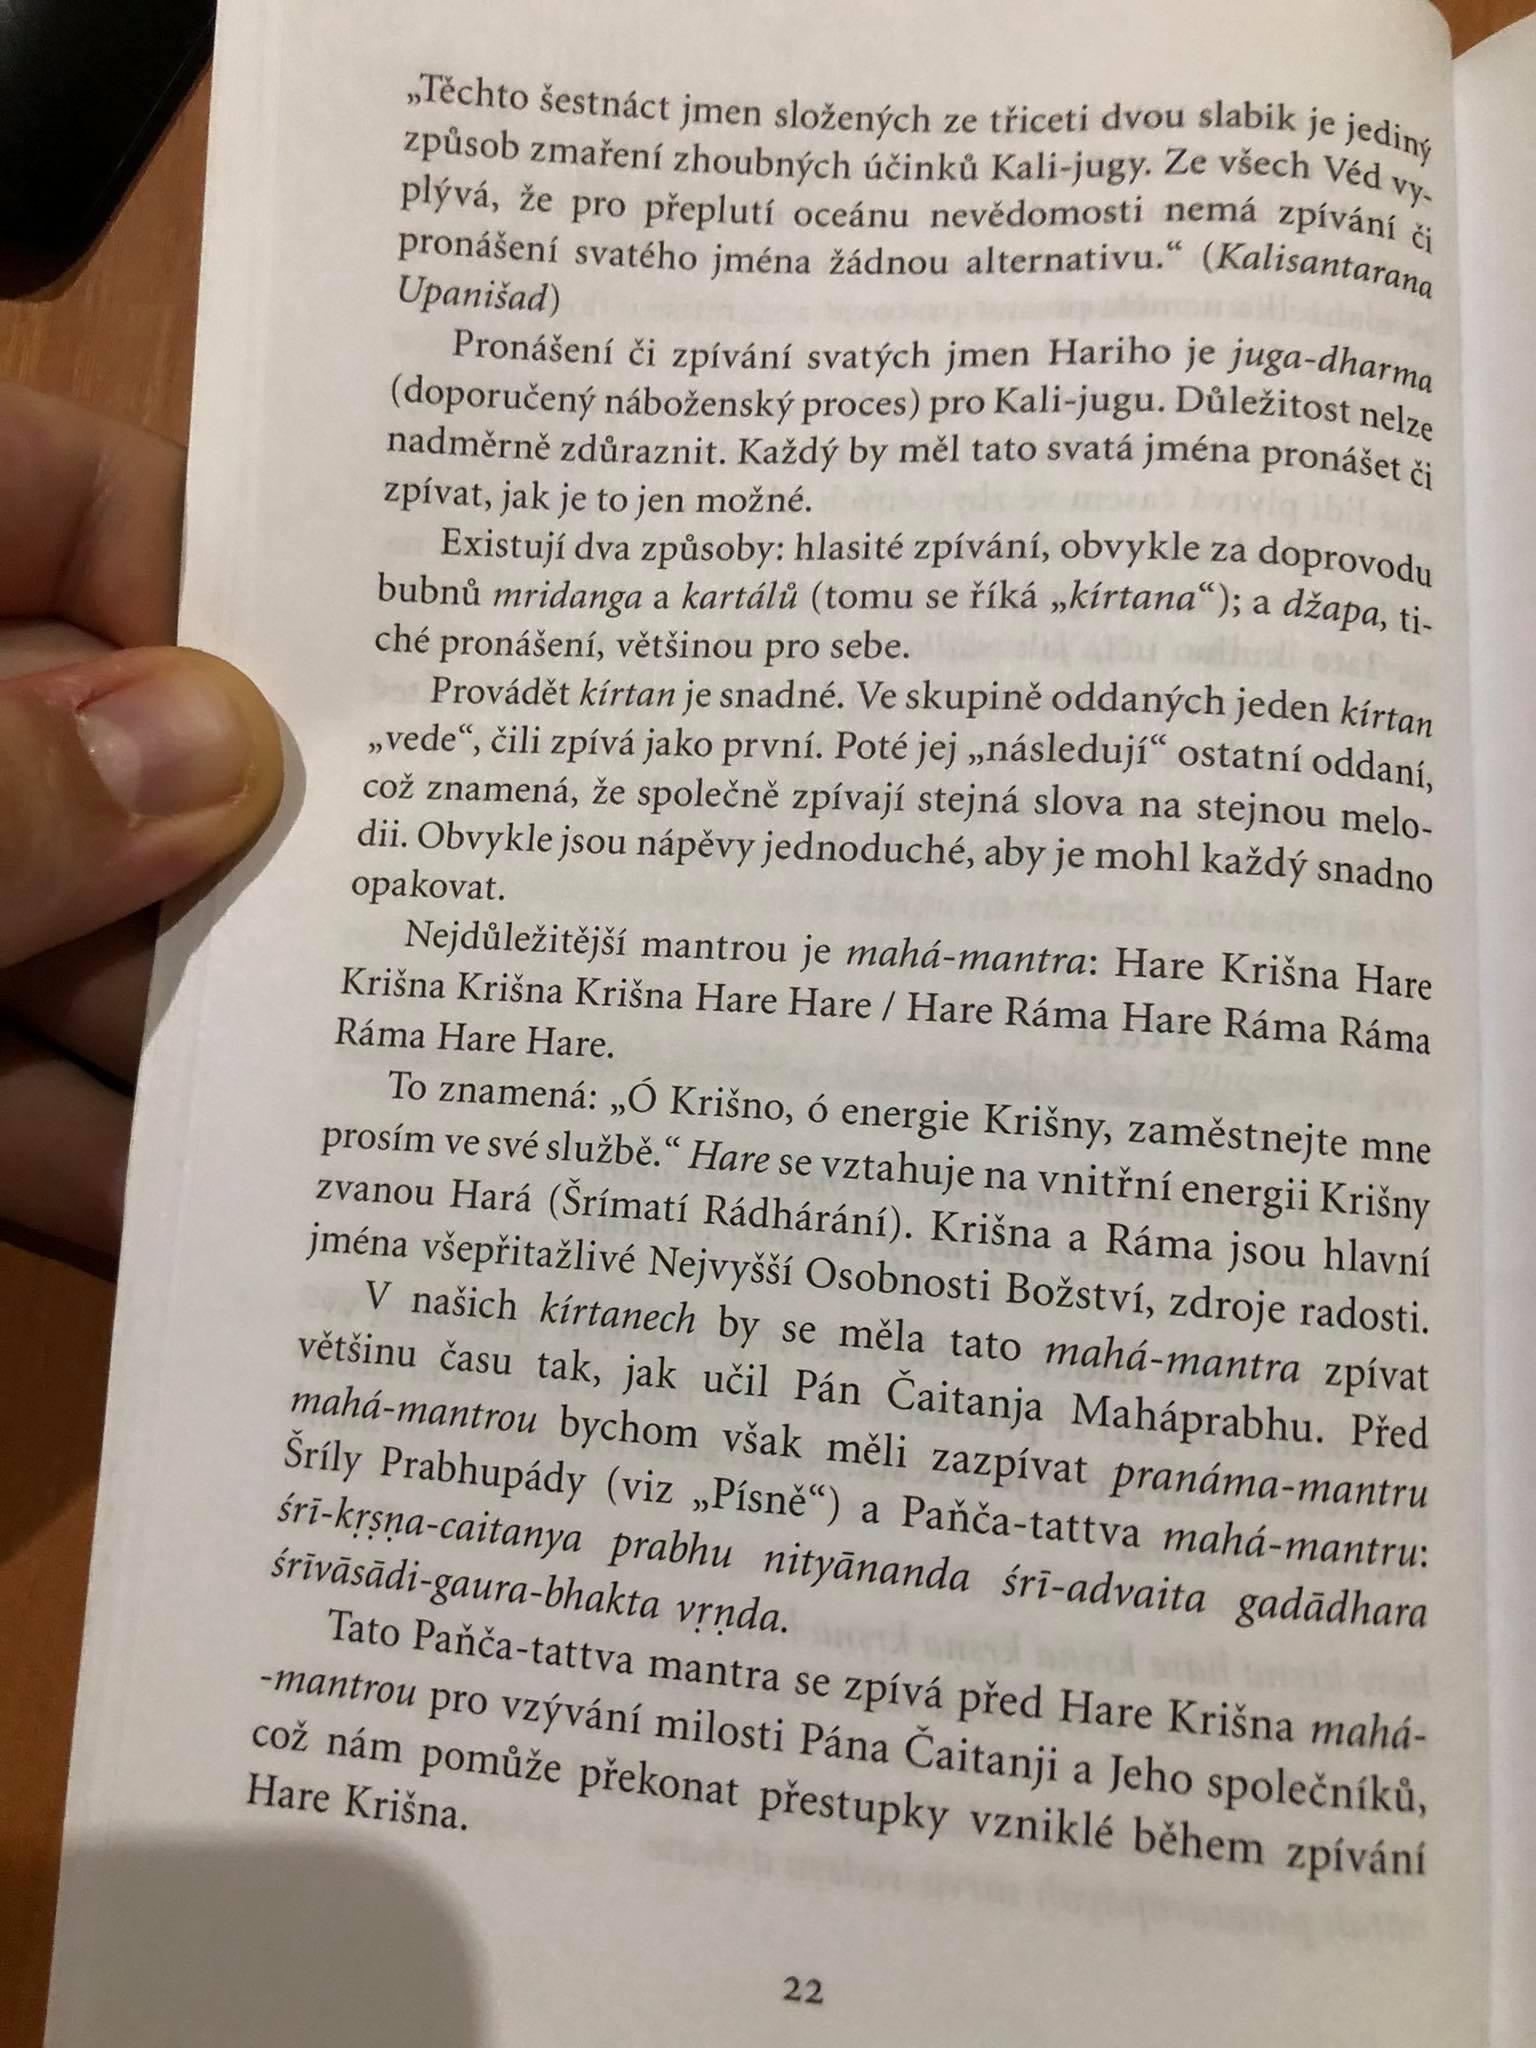 „Těchto šestnáct jmen složených ze třiceti dvou slabik je jediný
způsob zmaření zhoubných účinků Kali-jugy. Ze všech Véd vy-
plývá, že pro přeplutí oceánu nevědomosti nemá zpívání či
pronášení svatého jména žádnou alternativu.“ (Kalisantarana
Upanišad)
Pronášení či zpívání svatých jmen Hariho je juga-dharma
(doporučený náboženský proces) pro Kali-jugu. Důležitost nelze
nadměrně zdůraznit. Každý by měl tato svatá jména pronášet či
zpívat, jak je to jen možné.
Existují dva způsoby: hlasité zpívání, obvykle za doprovodu
bubnů mridanga a kartálů (tomu se říká „kírtana“); a džapa, ti-
ché pronášení, většinou pro sebe.
Provádět kírtan je snadné. Ve skupině oddaných jeden kírtan
„vede“, čili zpívá jako první. Poté jej „následují“ ostatní oddaní,
což znamená, že společně zpívají stejná slova na stejnou melo-
dii. Obvykle jsou nápěvy jednoduché, aby je mohl každý snadno
opakovat.
Nejdůležitější mantrou je mahá-mantra: Hare Krišna Hare
Krišna Krišna Krišna Hare Hare / Hare Ráma Hare Ráma Ráma
Ráma Hare Hare.
To znamená: „Ó Krišno, ó energie Krišny, zaměstnejte mne
prosím ve své službě.“ Hare se vztahuje na vnitřní energii Krišny
zvanou Hará (Šrímatí Rádhárání). Krišna a Ráma jsou hlavní
jména všepřitažlivé Nejvyšší Osobnosti Božství, zdroje radosti.
V našich kírtanech by se měla tato mahá-mantra zpívat
většinu času tak, jak učil Pán Čaitanja Maháprabhu. Před
mahá-mantrou bychom však měli zazpívat pranáma-mantru
Šríly Prabhupády (viz „Písně“) a Paňča-tattva mahá-mantru:
śrī-kṛṣṇa-caitanya prabhu nityānanda śrī-advaita gadādhara
śrīvāsādi-gaura-bhakta vṛṇda.
Tato Paňča-tattva mantra se zpívá před Hare Krišna mahá-
-mantrou pro vzývání milosti Pána Čaitanji a Jeho společníků,
což nám pomůže překonat přestupky vzniklé během zpívání
Hare Krišna.
22